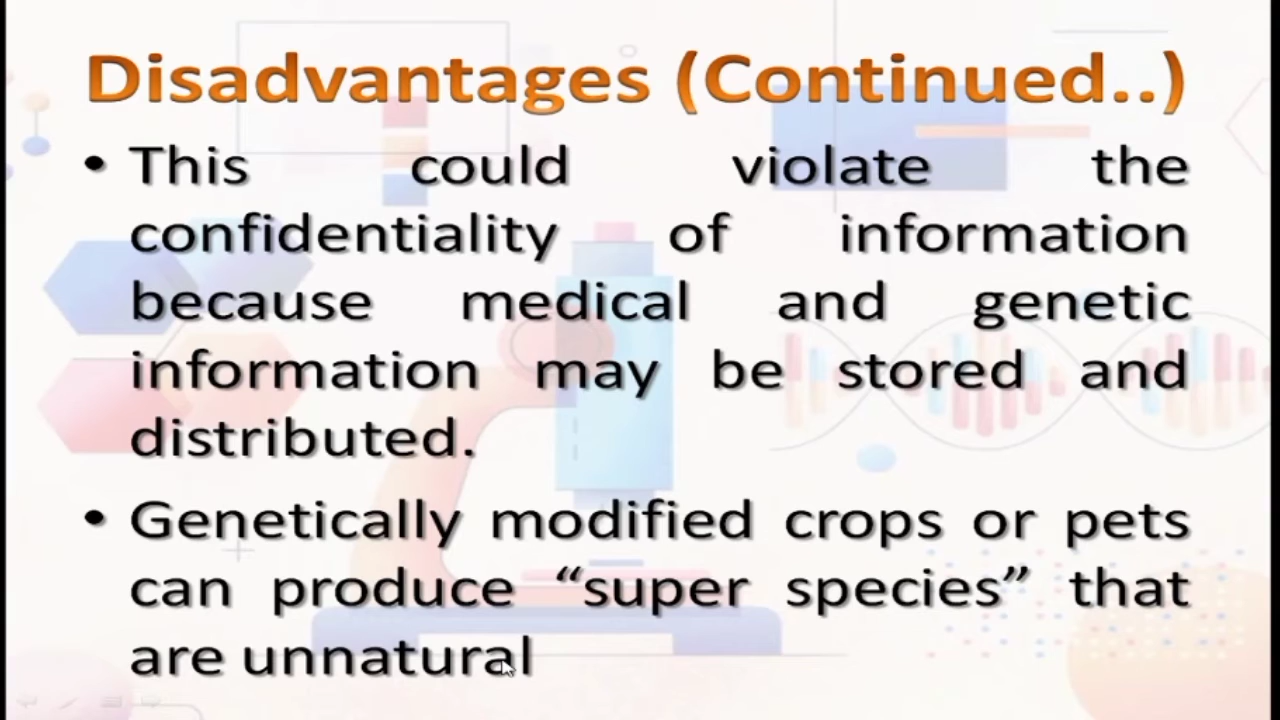 Disadvantages (Continued..)
• This could violate the
confidentiality of information
because medical and genetic
information may be stored and
distributed.
• Genetically modified crops or pets
can produce “super species” that
are unnatural